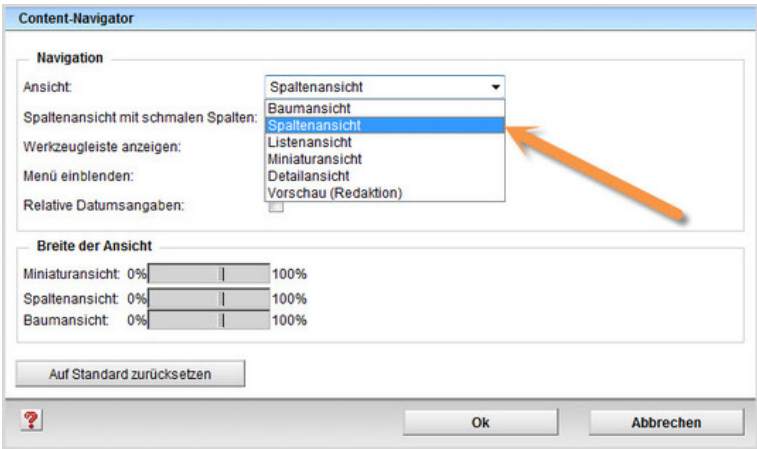 Content-Navigator
Navigation
Ansicht: Spaltenansicht
Baumansicht
Spaltenansicht mit schmalen Spalten: Spaltenansicht
Werkzeugleiste anzeigen: Listenansicht
Miniaturansicht
Menü einblenden: Detailansicht
Vorschau (Redaktion)
Relative Datumsangaben:
Breite der Ansicht
Miniaturansicht: 0% 100%
Spaltenansicht: 0% 100%
Baumansicht: 0% 100%
Auf Standard zurücksetzen
? Ok Abbrechen